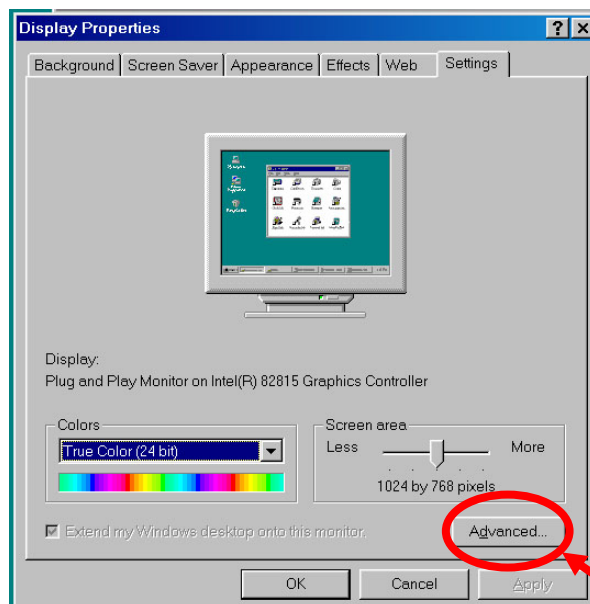 Display Properties
Background Screen Saver Appearance Effects Web Settings
Display:
Plug and Play Monitor on Intel(R) 82815 Graphics Controller
Colors
True Color (24 bit)
Screen area
Less More
1024 by 768 pixels
Extend my Windows desktop onto this monitor.
Advanced...
OK Cancel Apply